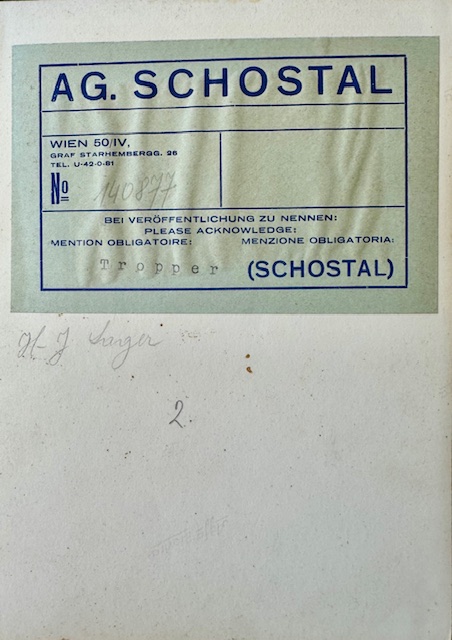 AG. SCHOSTAL
WIEN 50/IV,
GRAF STARHEMBERGG. 26
TEL. U-42-0-81
No 140877
BEI VERÖFFENTLICHUNG ZU NENNEN:
PLEASE ACKNOWLEDGE:
MENTION OBLIGATOIRE: MENZIONE OBLIGATORIA:
Tropper (SCHOSTAL)
2.